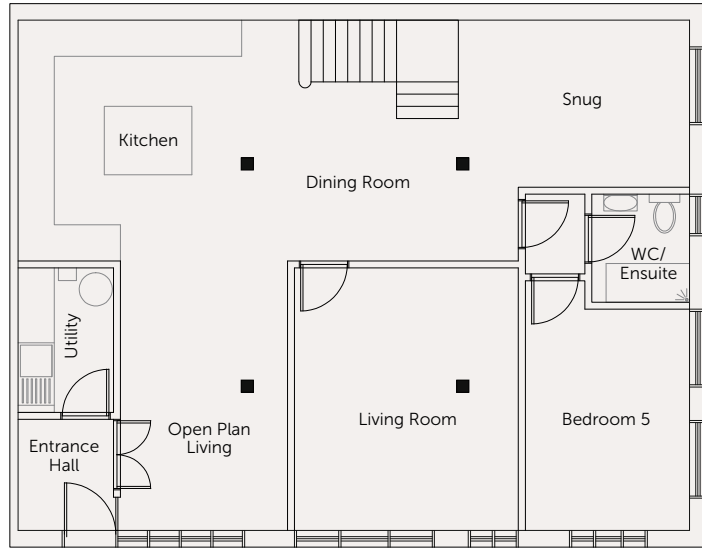 Snug
Kitchen
Dining Room
WC/
Ensuite
Utility
Living Room
Bedroom 5
Open Plan
Living
Entrance
Hall